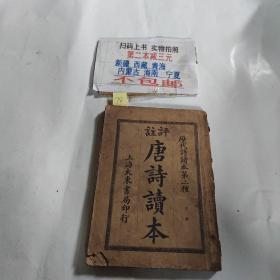 扫码上书 实物拍照
第二本减三元
新疆 西藏 青海
内蒙古 海南 宁夏
不包邮
歷代詩讀本第二種
評註
唐詩讀本
上海大東書局印行